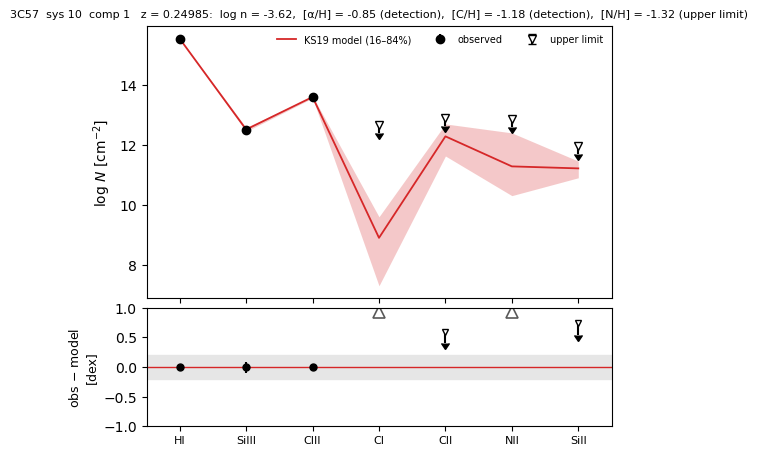 3C57  sys 10  comp 1   z = 0.24985:  log n = -3.62,  [α/H] = -0.85 (detection),  [C/H] = -1.18 (detection),  [N/H] = -1.32 (upper limit)
KS19 model (16–84%)
observed
upper limit
log N [cm⁻²]
14
12
10
8
obs − model
[dex]
1.0
0.5
0.0
−0.5
−1.0
HI
SiIII
CIII
CI
CII
NII
SiII